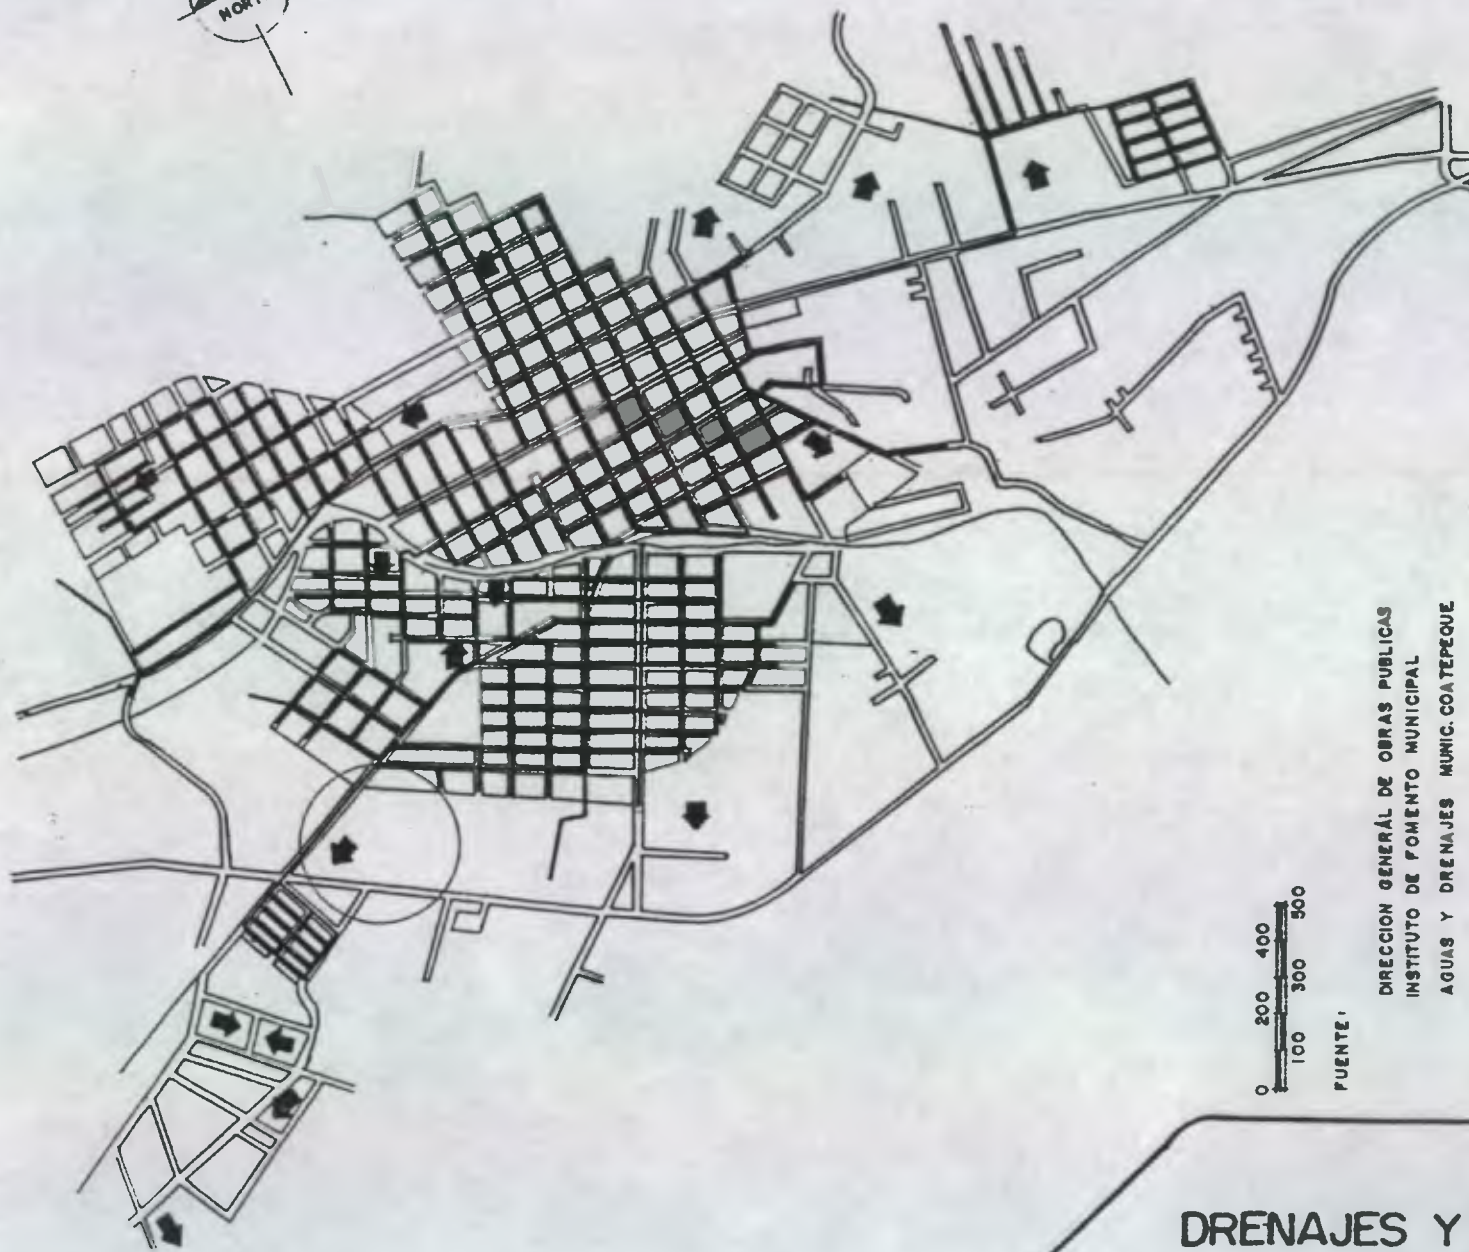 0 200 400
100 300 500
FUENTE:
DIRECCION GENERAL DE OBRAS PUBLICAS
INSTITUTO DE FOMENTO MUNICIPAL
AGUAS Y DRENAJES MUNIC. COATEPEQUE
DRENAJES Y